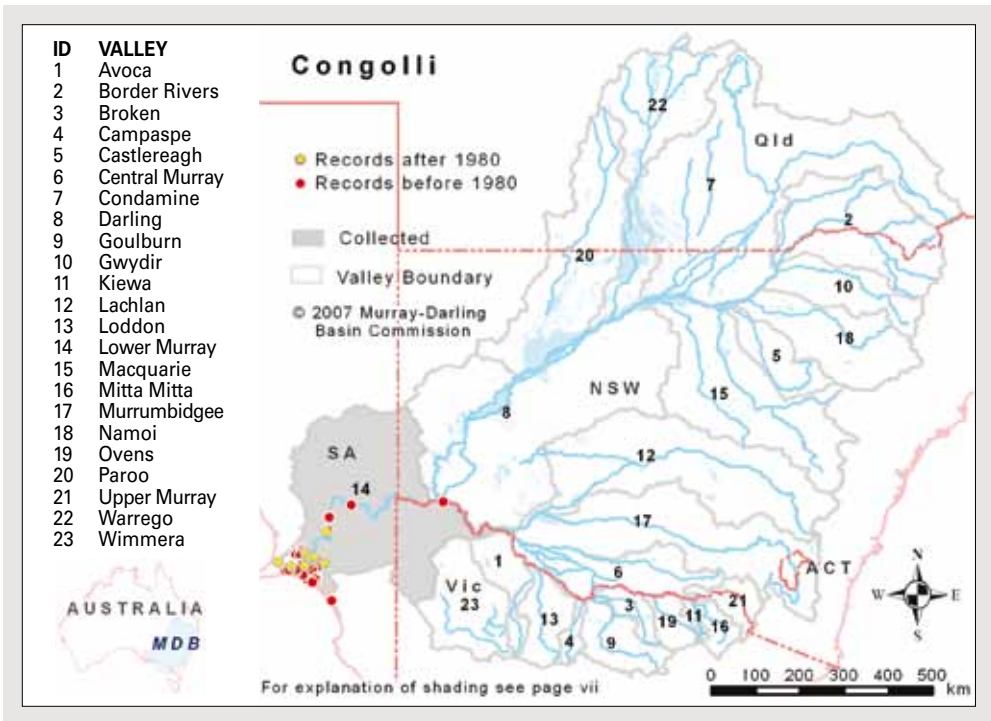 ID VALLEY
1 Avoca
2 Border Rivers
3 Broken
4 Campaspe
5 Castlereagh
6 Central Murray
7 Condamine
8 Darling
9 Goulburn
10 Gwydir
11 Kiewa
12 Lachlan
13 Loddon
14 Lower Murray
15 Macquarie
16 Mitta Mitta
17 Murrumbidgee
18 Namoi
19 Ovens
20 Paroo
21 Upper Murray
22 Warrego
23 Wimmera
AUSTRALIA
MDB
Congolli
Records after 1980
Records before 1980
Collected
Valley Boundary
© 2007 Murray-Darling
Basin Commission
22
Qld
7
2
20
10
18
5
NSW
15
8
SA
12
14
17
1
6
ACT
Vic
23
21
3
13
19
11
16
4
9
N
W E
S
For explanation of shading see page vii
0 100 200 300 400 500
km